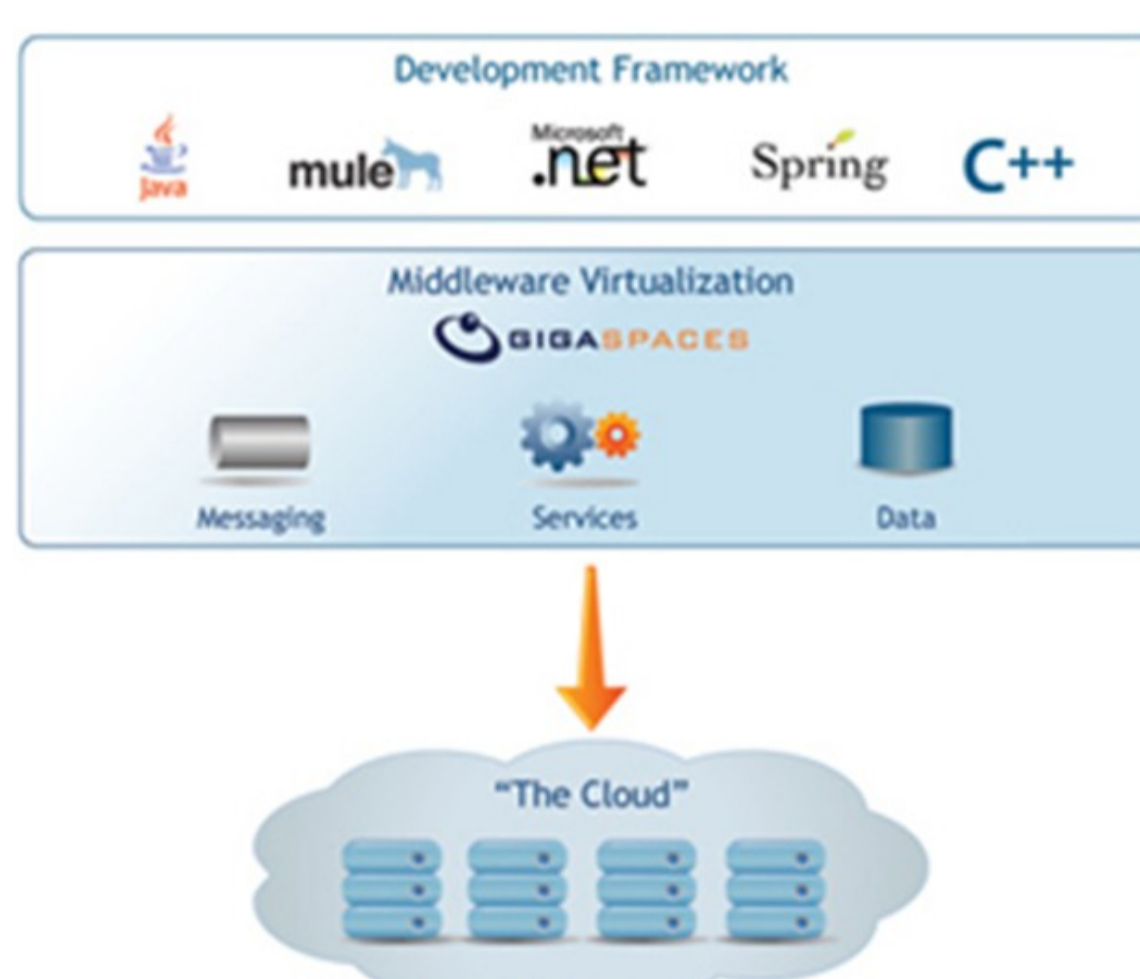 Development Framework
Java mule Microsoft .net Spring C++
Middleware Virtualization
GIGASPACES
Messaging Services Data
“The Cloud”